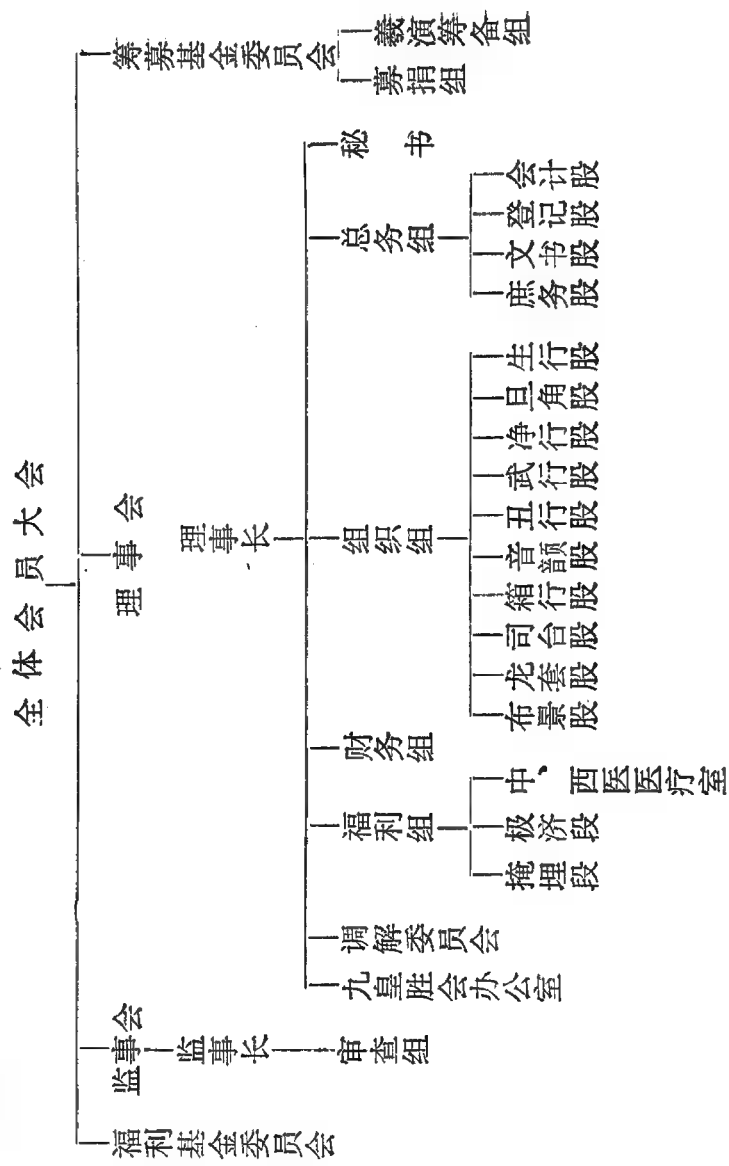 全体会员大会
福利基金委员会
监事会
监事长
审查组
理事会
理事长
九皇胜会办公室
调解委员会
福利组
掩埋段
极济段
中、西医医疗室
财务组
组织组
布景股
龙套股
司台股
箱行股
音韻股
丑行股
武行股
净行股
旦角股
生行股
总务组
庶务股
文书股
登记股
会计股
秘书
筹募基金委员会
募捐组
義演筹备组